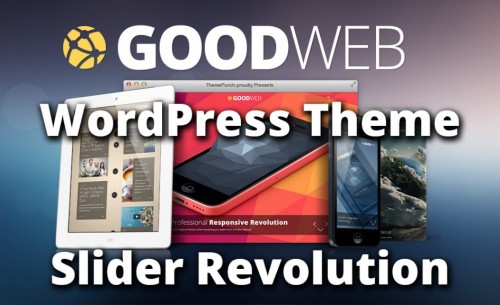 GOODWEB
ThemePunch proudly Presents
GOODWEB
WordPress Theme
Professional Responsive Revolution
Slider Revolution